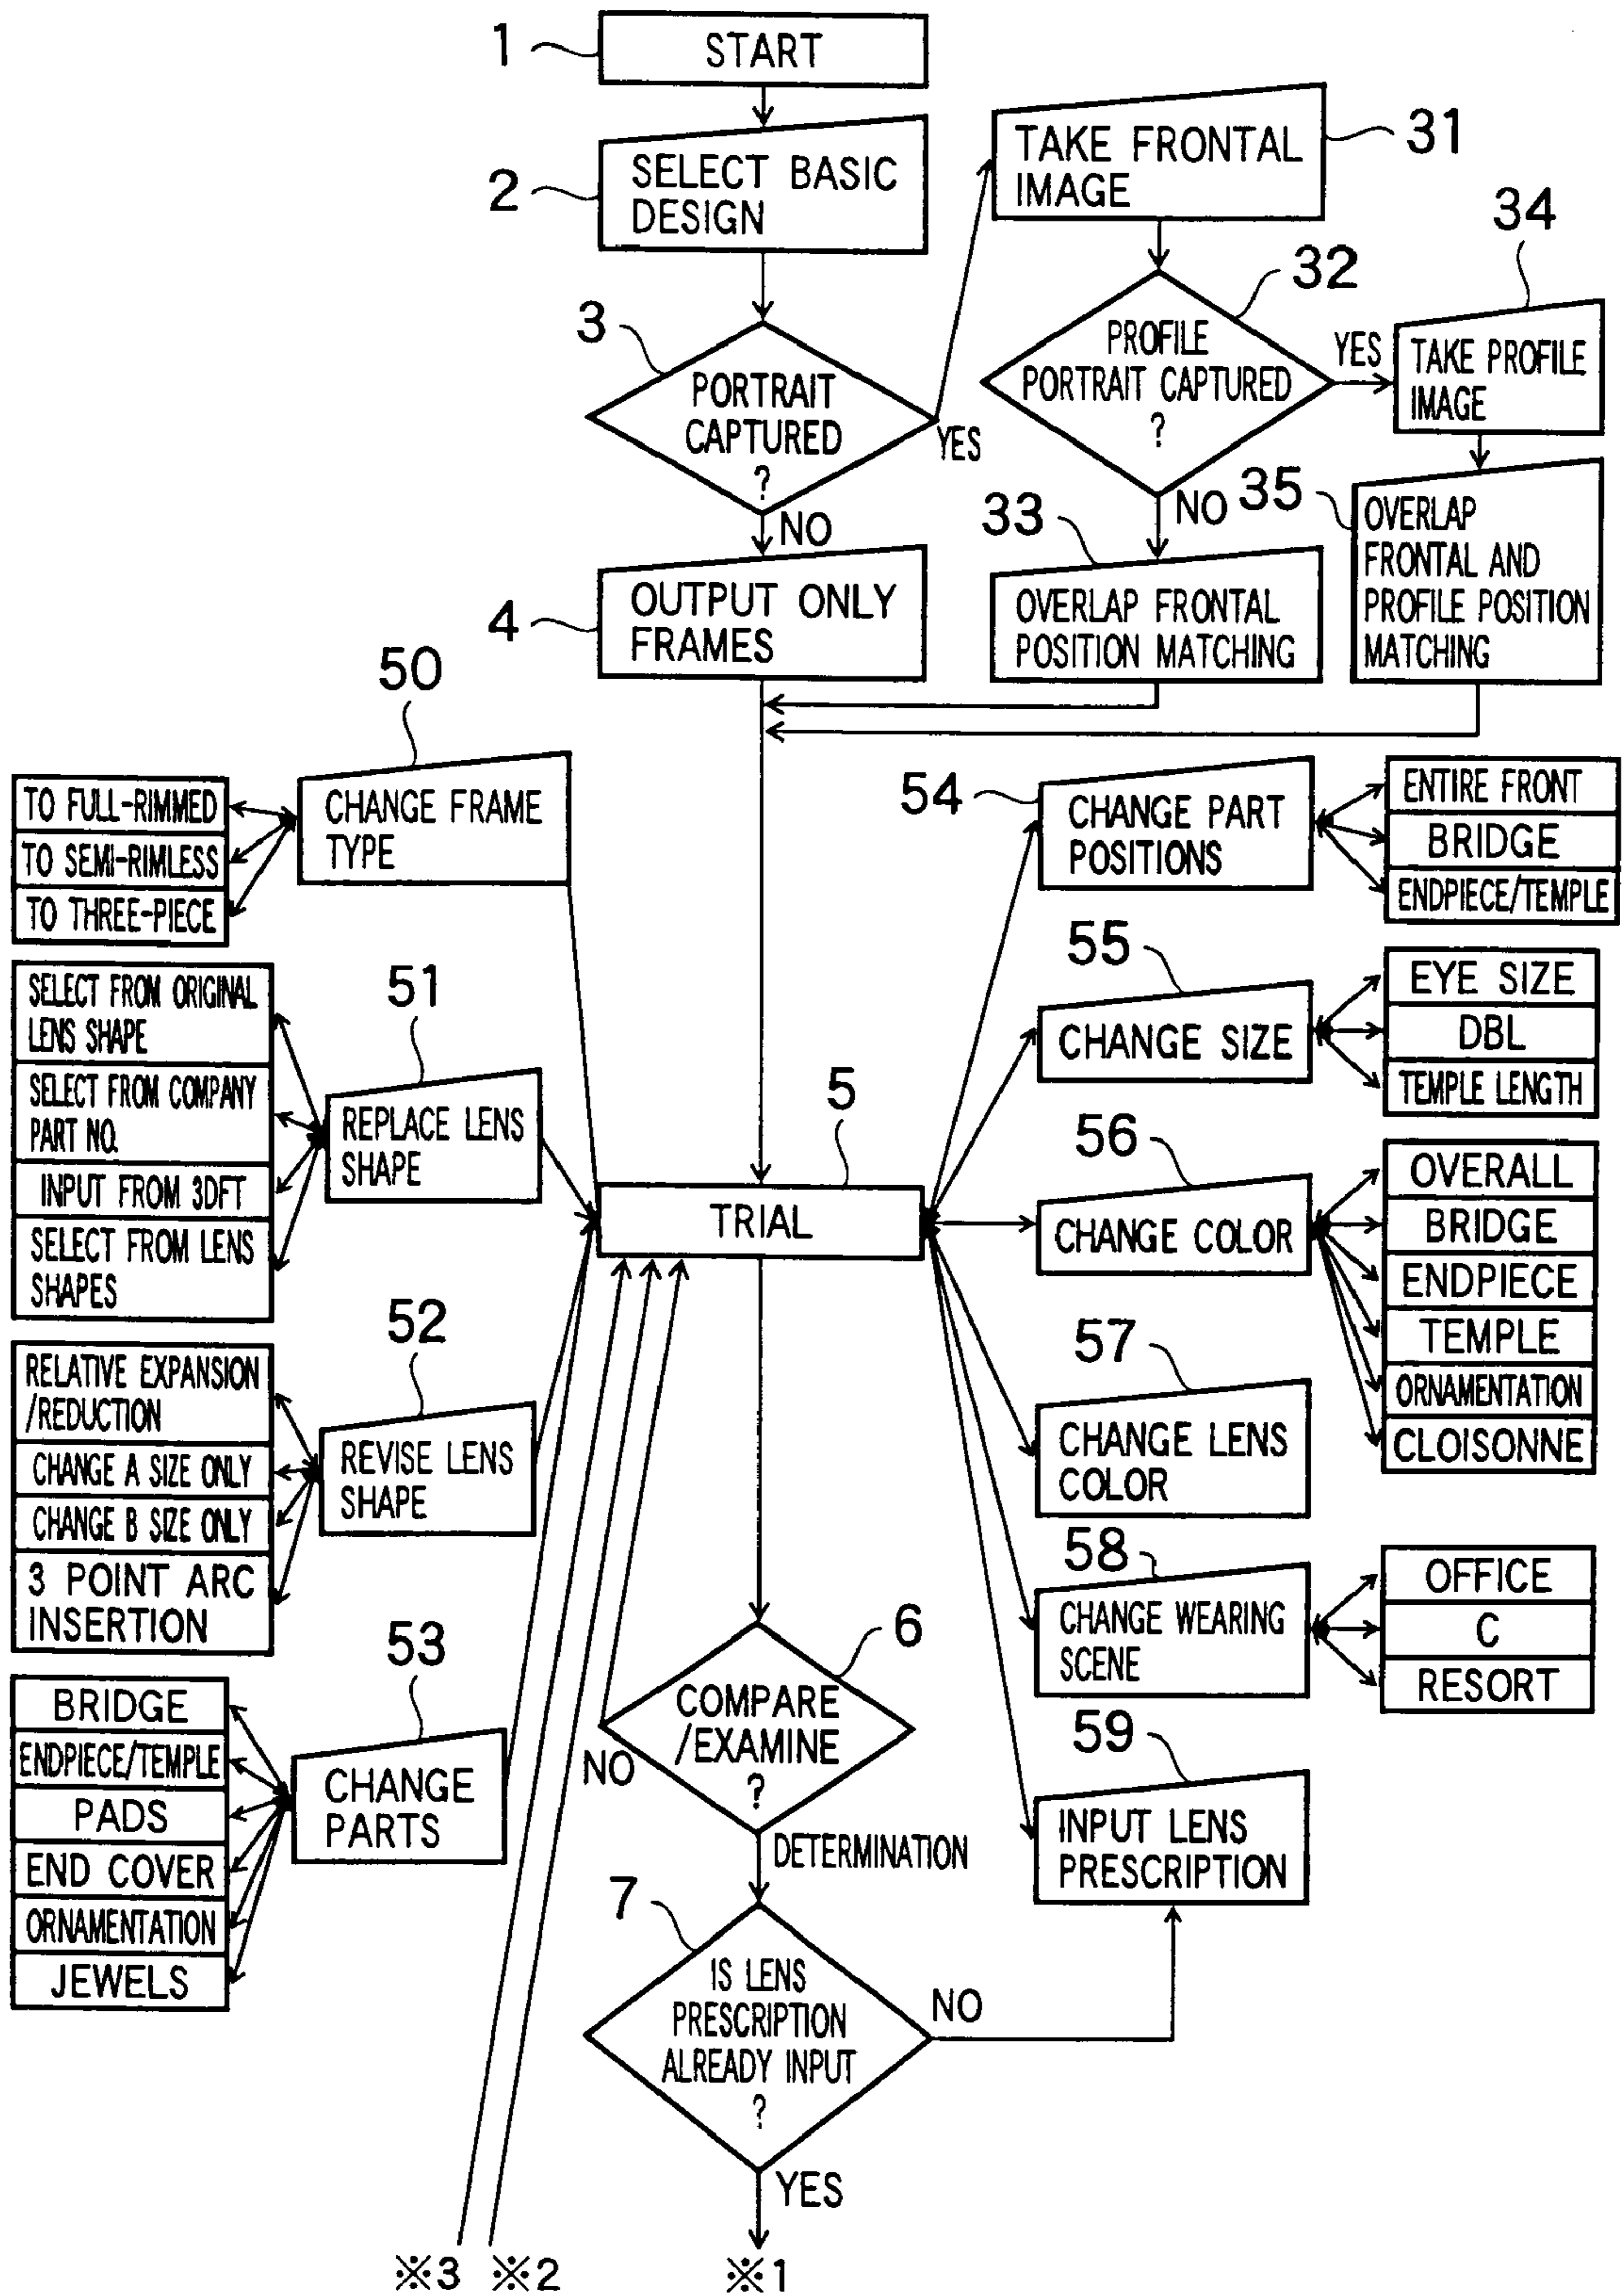 1
START
2
SELECT BASIC
DESIGN
3
PORTRAIT
CAPTURED
?
YES
NO
4
OUTPUT ONLY
FRAMES
31
TAKE FRONTAL
IMAGE
32
PROFILE
PORTRAIT CAPTURED
?
YES
NO
34
TAKE PROFILE
IMAGE
33
OVERLAP FRONTAL
POSITION MATCHING
35
OVERLAP
FRONTAL AND
PROFILE POSITION
MATCHING
50
CHANGE FRAME
TYPE
TO FULL-RIMMED
TO SEMI-RIMLESS
TO THREE-PIECE
51
REPLACE LENS
SHAPE
SELECT FROM ORIGINAL
LENS SHAPE
SELECT FROM COMPANY
PART NO.
INPUT FROM 3DFT
SELECT FROM LENS
SHAPES
52
REVISE LENS
SHAPE
RELATIVE EXPANSION
/REDUCTION
CHANGE A SIZE ONLY
CHANGE B SIZE ONLY
3 POINT ARC
INSERTION
53
CHANGE
PARTS
BRIDGE
ENDPIECE/TEMPLE
PADS
END COVER
ORNAMENTATION
JEWELS
5
TRIAL
54
CHANGE PART
POSITIONS
ENTIRE FRONT
BRIDGE
ENDPIECE/TEMPLE
55
CHANGE SIZE
EYE SIZE
DBL
TEMPLE LENGTH
56
CHANGE COLOR
OVERALL
BRIDGE
ENDPIECE
TEMPLE
ORNAMENTATION
CLOISONNE
57
CHANGE LENS
COLOR
58
CHANGE WEARING
SCENE
OFFICE
C
RESORT
59
INPUT LENS
PRESCRIPTION
6
COMPARE
/EXAMINE
?
NO
DETERMINATION
7
IS LENS
PRESCRIPTION
ALREADY INPUT
?
NO
YES
※3 ※2 ※1